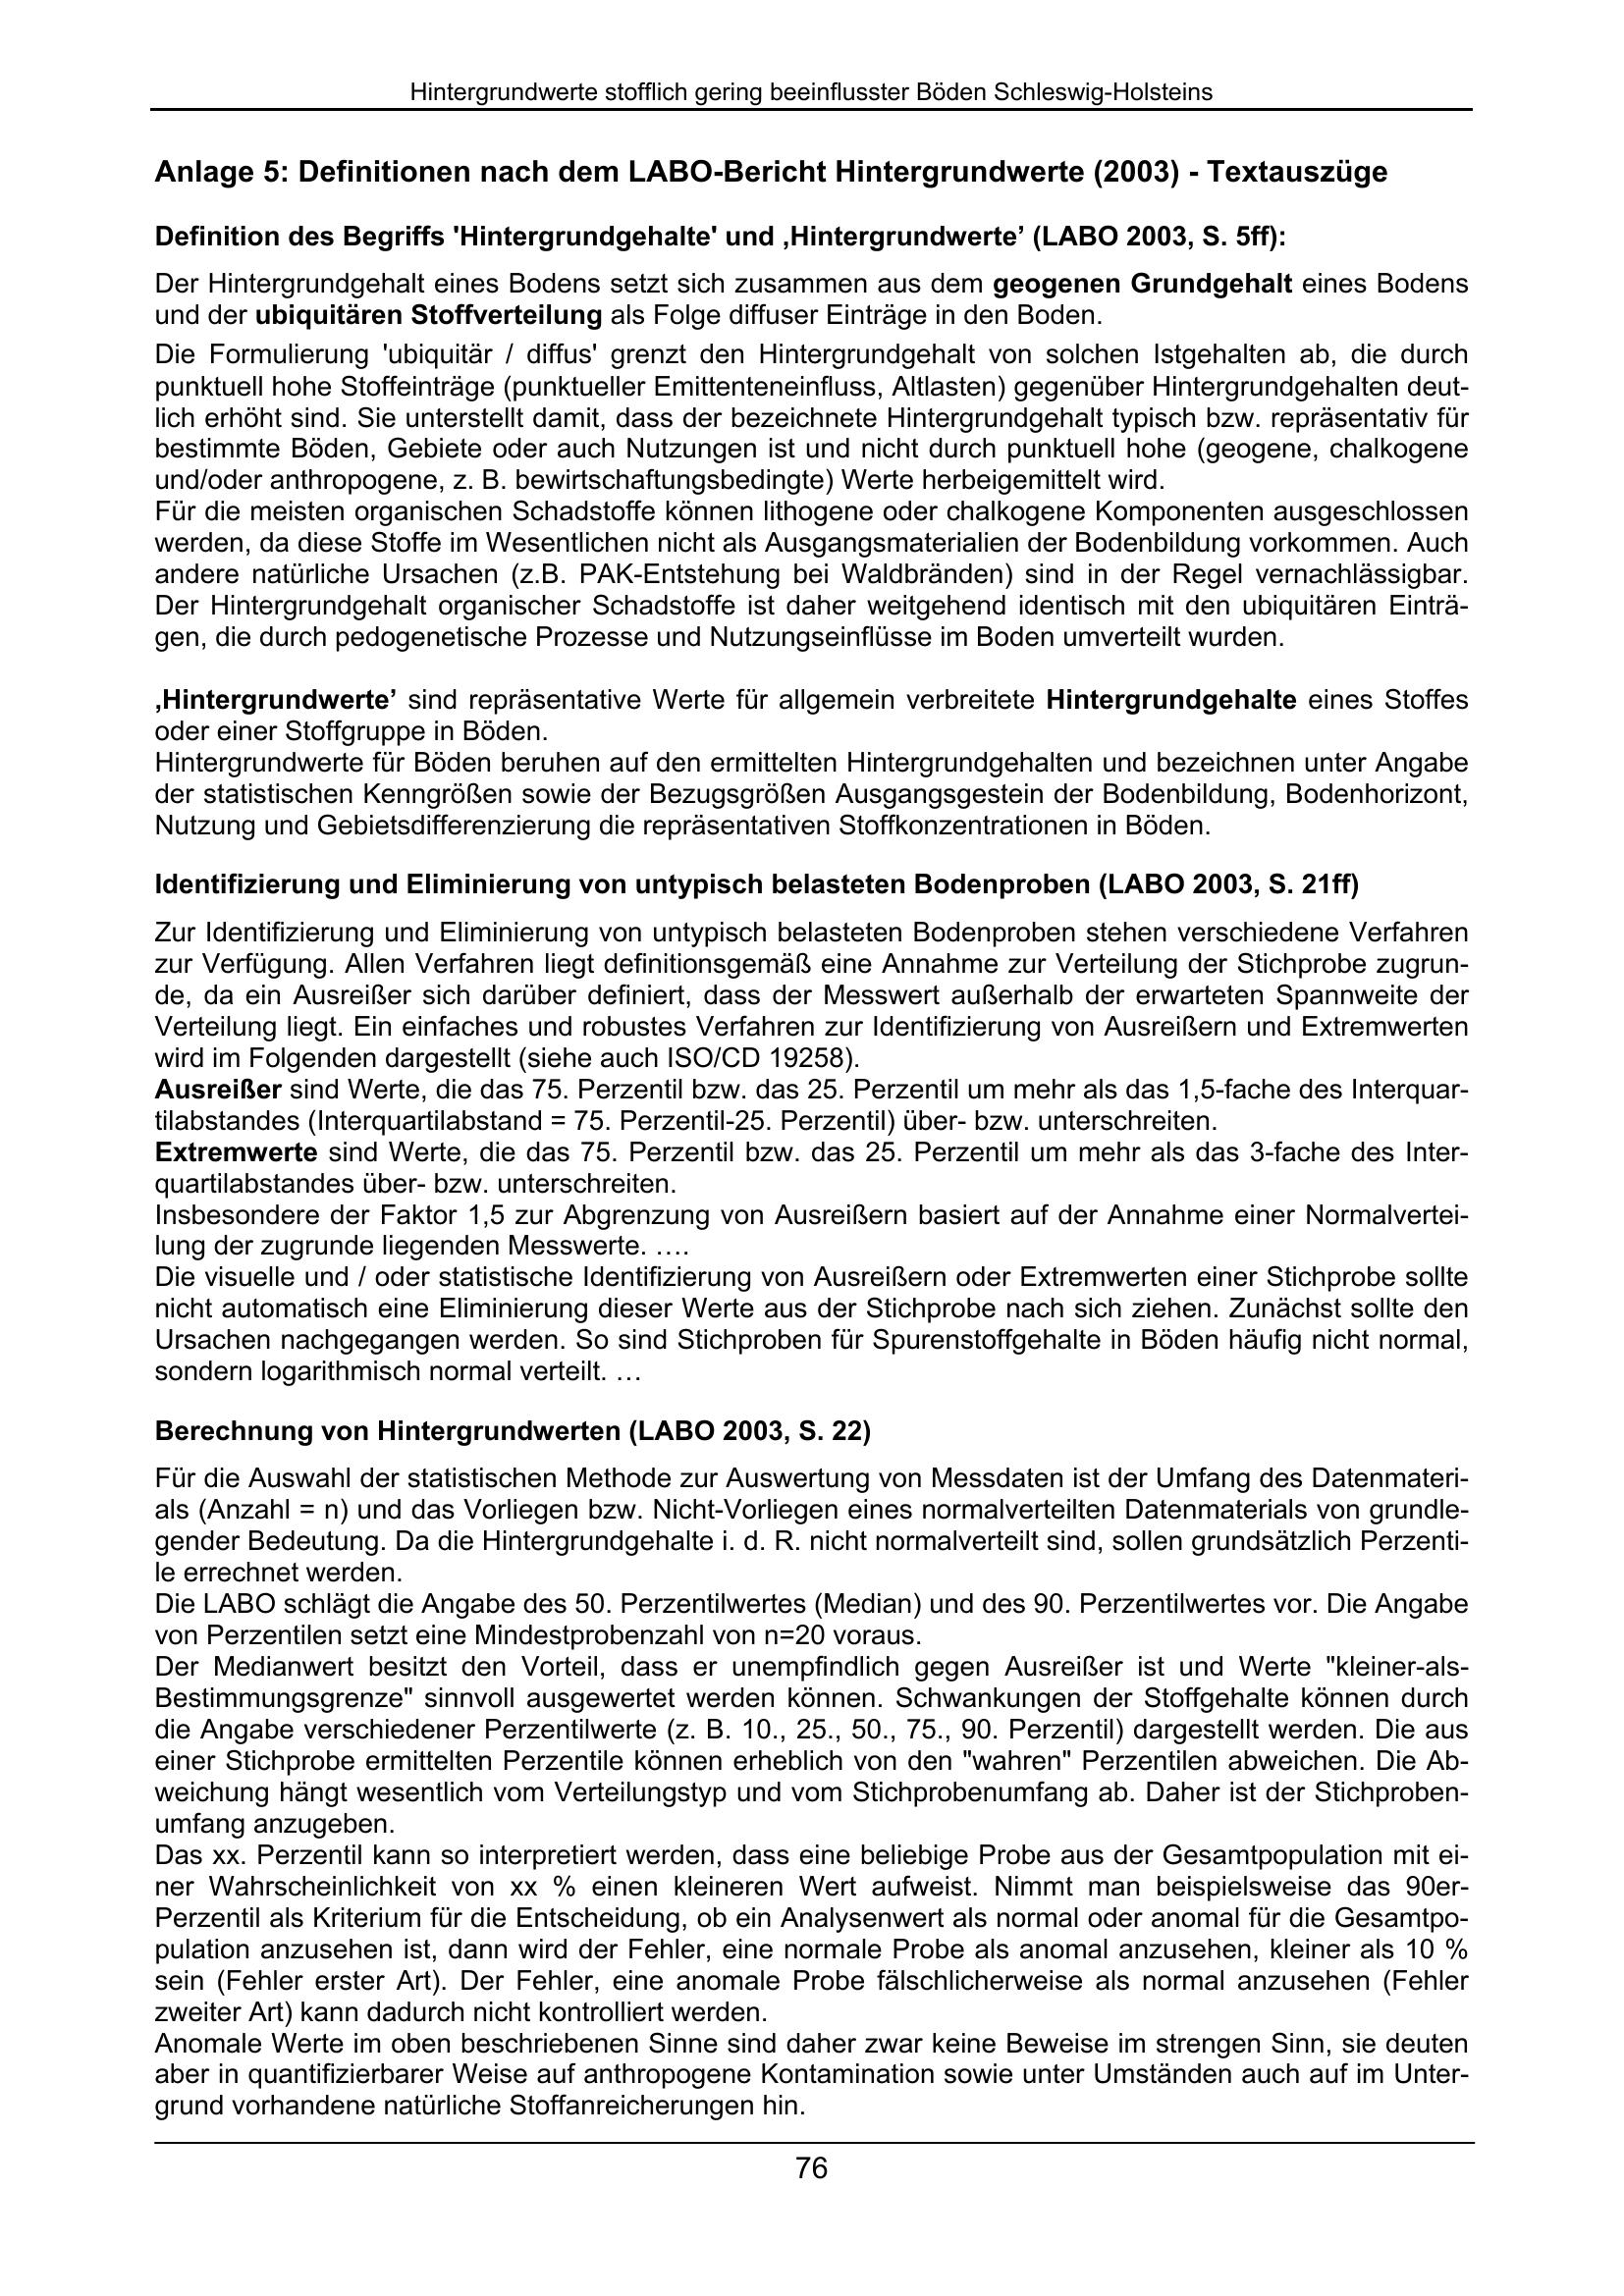 Hintergrundwerte stofflich gering beeinflusster Böden Schleswig-Holsteins
Anlage 5: Definitionen nach dem LABO-Bericht Hintergrundwerte (2003) - Textauszüge
Definition des Begriffs 'Hintergrundgehalte' und ‚Hintergrundwerte’ (LABO 2003, S. 5ff):
Der Hintergrundgehalt eines Bodens setzt sich zusammen aus dem geogenen Grundgehalt eines Bodens
und der ubiquitären Stoffverteilung als Folge diffuser Einträge in den Boden.
Die Formulierung 'ubiquitär / diffus' grenzt den Hintergrundgehalt von solchen Istgehalten ab, die durch
punktuell hohe Stoffeinträge (punktueller Emittenteneinfluss, Altlasten) gegenüber Hintergrundgehalten deut-
lich erhöht sind. Sie unterstellt damit, dass der bezeichnete Hintergrundgehalt typisch bzw. repräsentativ für
bestimmte Böden, Gebiete oder auch Nutzungen ist und nicht durch punktuell hohe (geogene, chalkogene
und/oder anthropogene, z. B. bewirtschaftungsbedingte) Werte herbeigemittelt wird.
Für die meisten organischen Schadstoffe können lithogene oder chalkogene Komponenten ausgeschlossen
werden, da diese Stoffe im Wesentlichen nicht als Ausgangsmaterialien der Bodenbildung vorkommen. Auch
andere natürliche Ursachen (z.B. PAK-Entstehung bei Waldbränden) sind in der Regel vernachlässigbar.
Der Hintergrundgehalt organischer Schadstoffe ist daher weitgehend identisch mit den ubiquitären Einträ-
gen, die durch pedogenetische Prozesse und Nutzungseinflüsse im Boden umverteilt wurden.
‚Hintergrundwerte’ sind repräsentative Werte für allgemein verbreitete Hintergrundgehalte eines Stoffes
oder einer Stoffgruppe in Böden.
Hintergrundwerte für Böden beruhen auf den ermittelten Hintergrundgehalten und bezeichnen unter Angabe
der statistischen Kenngrößen sowie der Bezugsgrößen Ausgangsgestein der Bodenbildung, Bodenhorizont,
Nutzung und Gebietsdifferenzierung die repräsentativen Stoffkonzentrationen in Böden.
Identifizierung und Eliminierung von untypisch belasteten Bodenproben (LABO 2003, S. 21ff)
Zur Identifizierung und Eliminierung von untypisch belasteten Bodenproben stehen verschiedene Verfahren
zur Verfügung. Allen Verfahren liegt definitionsgemäß eine Annahme zur Verteilung der Stichprobe zugrun-
de, da ein Ausreißer sich darüber definiert, dass der Messwert außerhalb der erwarteten Spannweite der
Verteilung liegt. Ein einfaches und robustes Verfahren zur Identifizierung von Ausreißern und Extremwerten
wird im Folgenden dargestellt (siehe auch ISO/CD 19258).
Ausreißer sind Werte, die das 75. Perzentil bzw. das 25. Perzentil um mehr als das 1,5-fache des Interquar-
tilabstandes (Interquartilabstand = 75. Perzentil-25. Perzentil) über- bzw. unterschreiten.
Extremwerte sind Werte, die das 75. Perzentil bzw. das 25. Perzentil um mehr als das 3-fache des Inter-
quartilabstandes über- bzw. unterschreiten.
Insbesondere der Faktor 1,5 zur Abgrenzung von Ausreißern basiert auf der Annahme einer Normalvertei-
lung der zugrunde liegenden Messwerte. ….
Die visuelle und / oder statistische Identifizierung von Ausreißern oder Extremwerten einer Stichprobe sollte
nicht automatisch eine Eliminierung dieser Werte aus der Stichprobe nach sich ziehen. Zunächst sollte den
Ursachen nachgegangen werden. So sind Stichproben für Spurenstoffgehalte in Böden häufig nicht normal,
sondern logarithmisch normal verteilt. …
Berechnung von Hintergrundwerten (LABO 2003, S. 22)
Für die Auswahl der statistischen Methode zur Auswertung von Messdaten ist der Umfang des Datenmateri-
als (Anzahl = n) und das Vorliegen bzw. Nicht-Vorliegen eines normalverteilten Datenmaterials von grundle-
gender Bedeutung. Da die Hintergrundgehalte i. d. R. nicht normalverteilt sind, sollen grundsätzlich Perzenti-
le errechnet werden.
Die LABO schlägt die Angabe des 50. Perzentilwertes (Median) und des 90. Perzentilwertes vor. Die Angabe
von Perzentilen setzt eine Mindestprobenzahl von n=20 voraus.
Der Medianwert besitzt den Vorteil, dass er unempfindlich gegen Ausreißer ist und Werte "kleiner-als-
Bestimmungsgrenze" sinnvoll ausgewertet werden können. Schwankungen der Stoffgehalte können durch
die Angabe verschiedener Perzentilwerte (z. B. 10., 25., 50., 75., 90. Perzentil) dargestellt werden. Die aus
einer Stichprobe ermittelten Perzentile können erheblich von den "wahren" Perzentilen abweichen. Die Ab-
weichung hängt wesentlich vom Verteilungstyp und vom Stichprobenumfang ab. Daher ist der Stichproben-
umfang anzugeben.
Das xx. Perzentil kann so interpretiert werden, dass eine beliebige Probe aus der Gesamtpopulation mit ei-
ner Wahrscheinlichkeit von xx % einen kleineren Wert aufweist. Nimmt man beispielsweise das 90er-
Perzentil als Kriterium für die Entscheidung, ob ein Analysenwert als normal oder anomal für die Gesamtpo-
pulation anzusehen ist, dann wird der Fehler, eine normale Probe als anomal anzusehen, kleiner als 10 %
sein (Fehler erster Art). Der Fehler, eine anomale Probe fälschlicherweise als normal anzusehen (Fehler
zweiter Art) kann dadurch nicht kontrolliert werden.
Anomale Werte im oben beschriebenen Sinne sind daher zwar keine Beweise im strengen Sinn, sie deuten
aber in quantifizierbarer Weise auf anthropogene Kontamination sowie unter Umständen auch auf im Unter-
grund vorhandene natürliche Stoffanreicherungen hin.
76